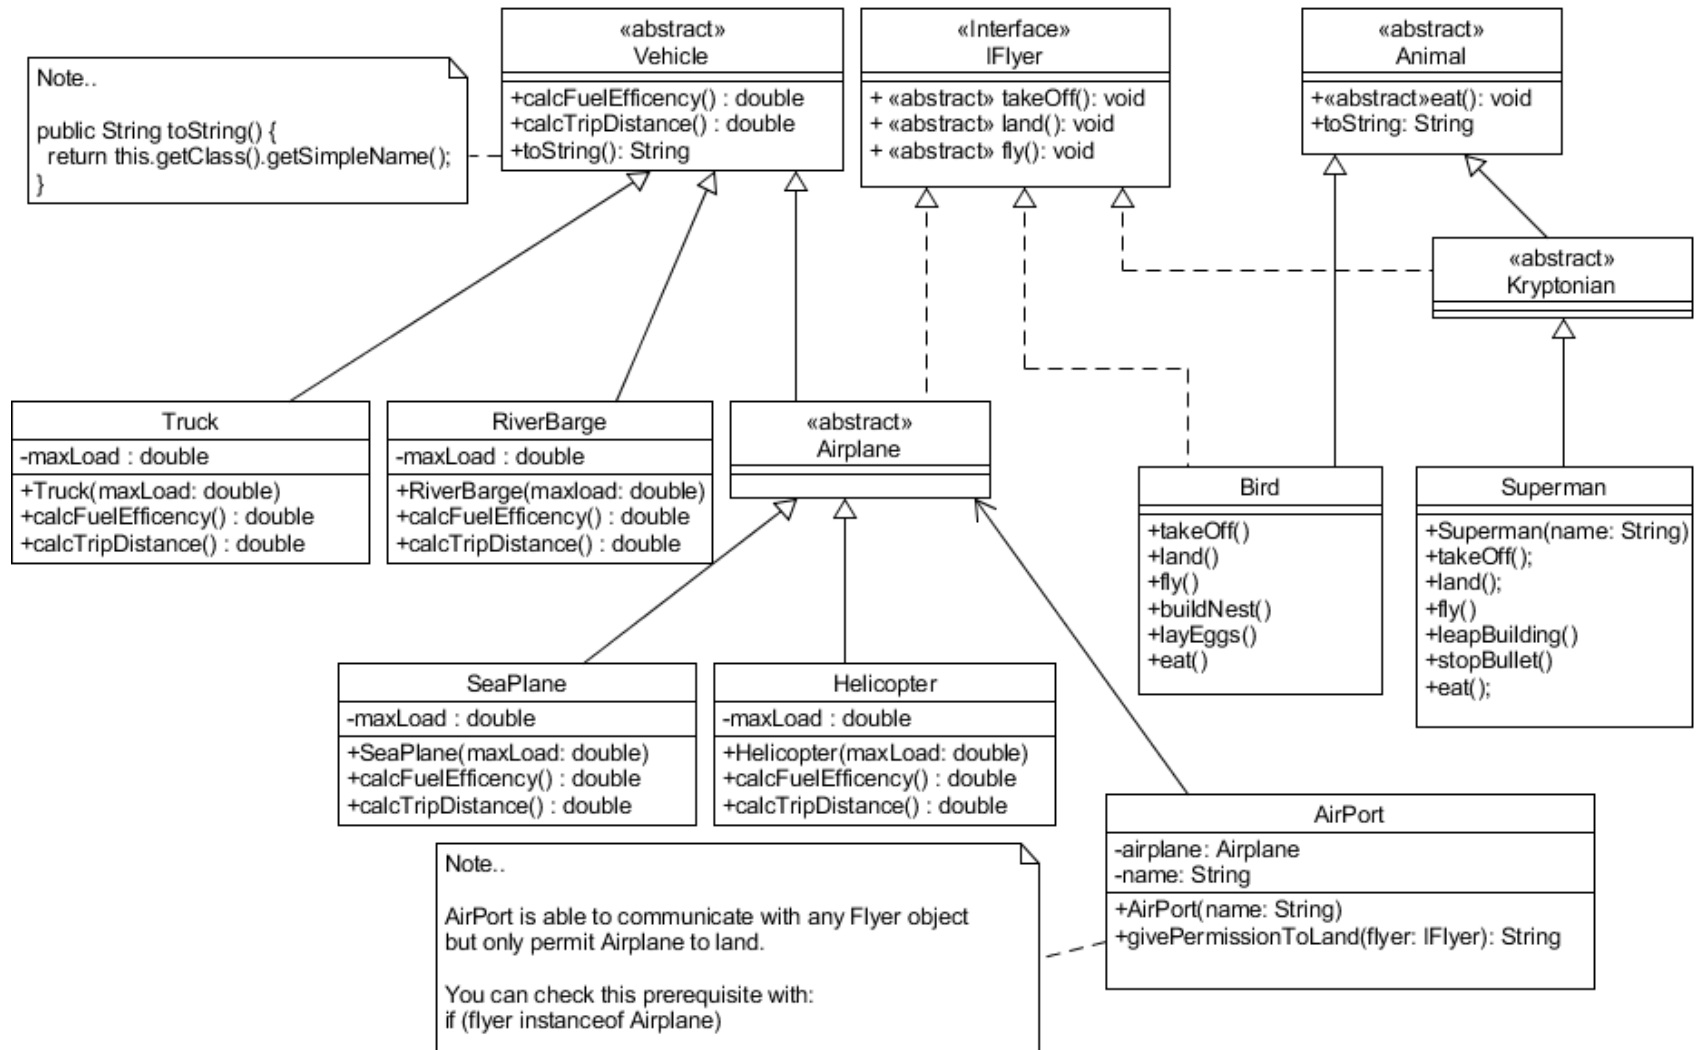 Note..
public String toString() {
return this.getClass().getSimpleName();
}
«abstract»
Vehicle
+calcFuelEfficency() : double
+calcTripDistance() : double
+toString(): String
«Interface»
IFlyer
+ «abstract» takeOff(): void
+ «abstract» land(): void
+ «abstract» fly(): void
«abstract»
Animal
+«abstract»eat(): void
+toString: String
«abstract»
Kryptonian
Truck
-maxLoad : double
+Truck(maxLoad: double)
+calcFuelEfficency() : double
+calcTripDistance() : double
RiverBarge
-maxLoad : double
+RiverBarge(maxload: double)
+calcFuelEfficency() : double
+calcTripDistance() : double
«abstract»
Airplane
Bird
+takeOff()
+land()
+fly()
+buildNest()
+layEggs()
+eat()
Superman
+Superman(name: String)
+takeOff();
+land();
+fly()
+leapBuilding()
+stopBullet()
+eat();
SeaPlane
-maxLoad : double
+SeaPlane(maxLoad: double)
+calcFuelEfficency() : double
+calcTripDistance() : double
Helicopter
-maxLoad : double
+Helicopter(maxLoad: double)
+calcFuelEfficency() : double
+calcTripDistance() : double
AirPort
-airplane: Airplane
-name: String
+AirPort(name: String)
+givePermissionToLand(flyer: IFlyer): String
Note..
AirPort is able to communicate with any Flyer object
but only permit Airplane to land.
You can check this prerequisite with:
if (flyer instanceof Airplane)